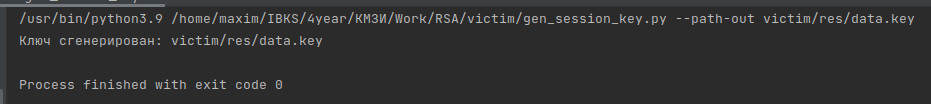 /usr/bin/python3.9 /home/maxim/IBKS/4year/КМЗИ/Work/RSA/victim/gen_session_key.py --path-out victim/res/data.key
Ключ сгенерирован: victim/res/data.key
Process finished with exit code 0